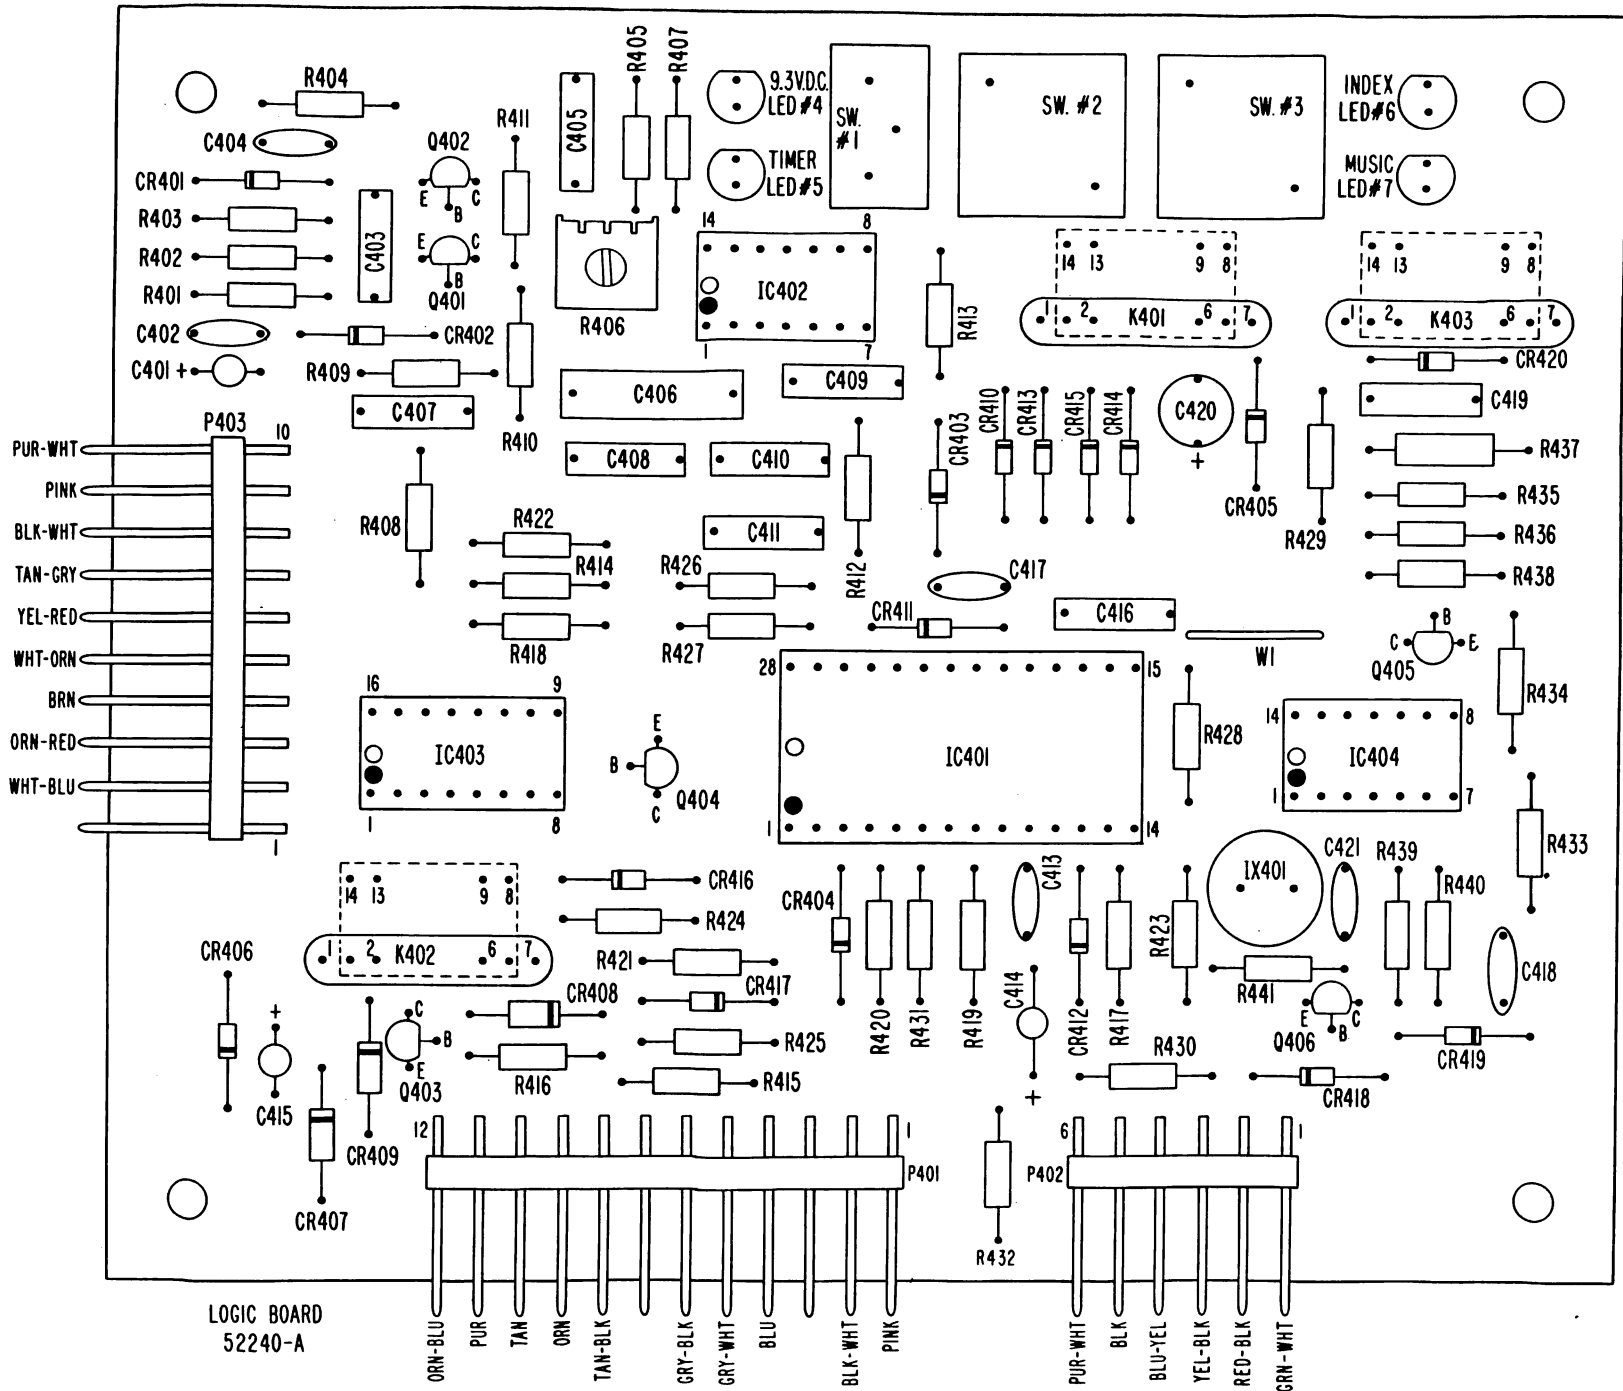 R404
R411
R405
R407
9.3V.D.C.
LED #4
SW.
#1
SW. #2
SW. #3
INDEX
LED#6
C404
Q402
C405
TIMER
LED #5
MUSIC
LED#7
CR401
E
B
C
R403
14
8
C403
R402
E
C
B
14 13 9 8
14 13 9 8
IC402
R401
Q401
R406
R413
1 2 K401 6 7
1 2 K403 6 7
C402
CR402
1
7
CR420
C401 +
R409
C409
C406
C407
CR410
CR413
CR415
CR414
C420
+
C419
P403
10
R410
CR403
R437
PUR-WHT
C408
C410
CR405
R435
PINK
R408
R422
C411
R429
R436
BLK-WHT
R414
R426
R412
C417
R438
TAN-GRY
YEL-RED
CR411
C416
B
C
E
WHT-ORN
R418
R427
W1
Q405
28
15
R434
BRN
16
9
E
B
C
14
8
ORN-RED
IC403
Q404
IC401
R428
IC404
WHT-BLU
1
8
1
14
1
7
R433
1
14 13 9 8
CR416
CR404
C413
R423
IX401
C421
R439
R440
R424
1 2 K402 6 7
CR406
R421
C418
CR417
C414
R441
CR408
+
C
B
E
R420
R431
R419
CR412
R417
E
B
C
R425
R430
Q406
CR419
Q403
R416
R415
+
CR418
C415
CR409
12
1
6
1
P401
P402
CR407
R432
LOGIC BOARD
52240-A
ORN-BLU
PUR
TAN
ORN
TAN-BLK
GRY-BLK
GRY-WHT
BLU
BLK-WHT
PINK
PUR-WHT
BLK
BLU-YEL
YEL-BLK
RED-BLK
GRN-WHT